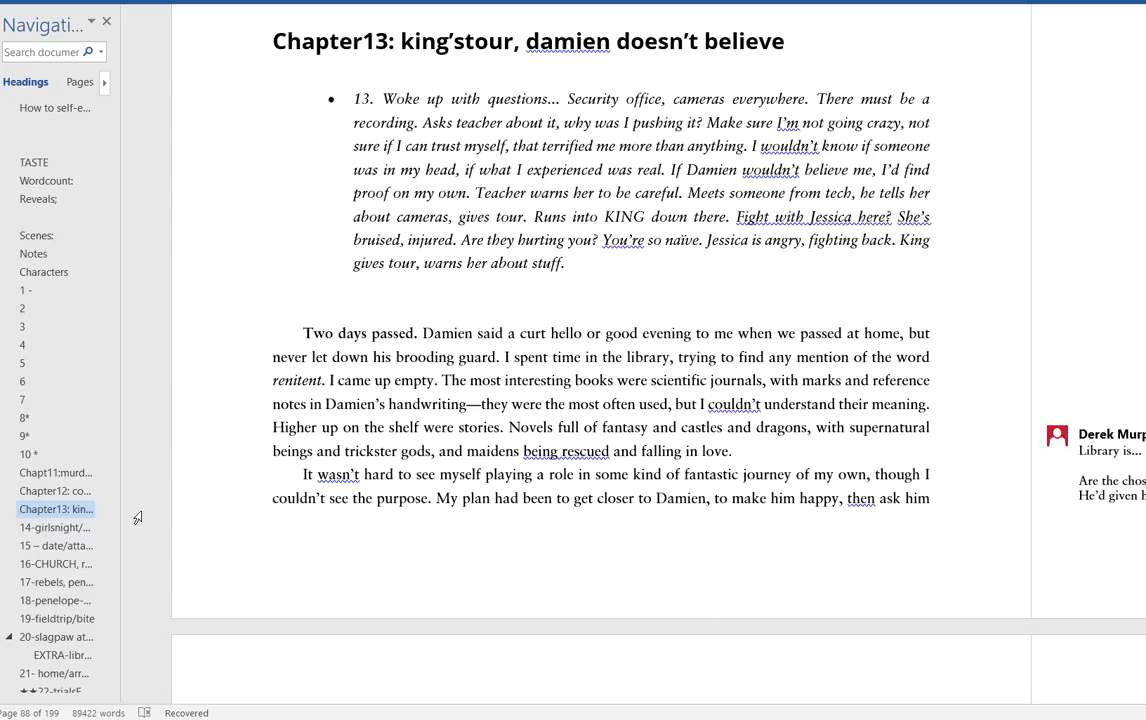 Navigati...
Search documer
Headings Pages
How to self-e...
TASTE
Wordcount:
Reveals;
Scenes:
Notes
Characters
1 -
2
3
4
5
6
7
8*
9*
10 *
Chapt11:murd...
Chapter12: co...
Chapter13: kin...
14-girlsnight/...
15 – date/atta...
16-CHURCH, r...
17-rebels, pen...
18-penelope-...
19-fieldtrip/bite
20-slagpaw at...
EXTRA-libr...
21- home/arr...
★★22-trialsF
Chapter13: king’stour, damien doesn’t believe
• 13. Woke up with questions... Security office, cameras everywhere. There must be a
recording. Asks teacher about it, why was I pushing it? Make sure I’m not going crazy, not
sure if I can trust myself, that terrified me more than anything. I wouldn’t know if someone
was in my head, if what I experienced was real. If Damien wouldn’t believe me, I’d find
proof on my own. Teacher warns her to be careful. Meets someone from tech, he tells her
about cameras, gives tour. Runs into KING down there. Fight with Jessica here? She’s
bruised, injured. Are they hurting you? You’re so naïve. Jessica is angry, fighting back. King
gives tour, warns her about stuff.
Two days passed. Damien said a curt hello or good evening to me when we passed at home, but
never let down his brooding guard. I spent time in the library, trying to find any mention of the word
renitent. I came up empty. The most interesting books were scientific journals, with marks and reference
notes in Damien’s handwriting—they were the most often used, but I couldn’t understand their meaning.
Higher up on the shelf were stories. Novels full of fantasy and castles and dragons, with supernatural
beings and trickster gods, and maidens being rescued and falling in love.
It wasn’t hard to see myself playing a role in some kind of fantastic journey of my own, though I
couldn’t see the purpose. My plan had been to get closer to Damien, to make him happy, then ask him
Derek Murp
Library is...
Are the chos
He’d given h
Page 88 of 199 89422 words Recovered